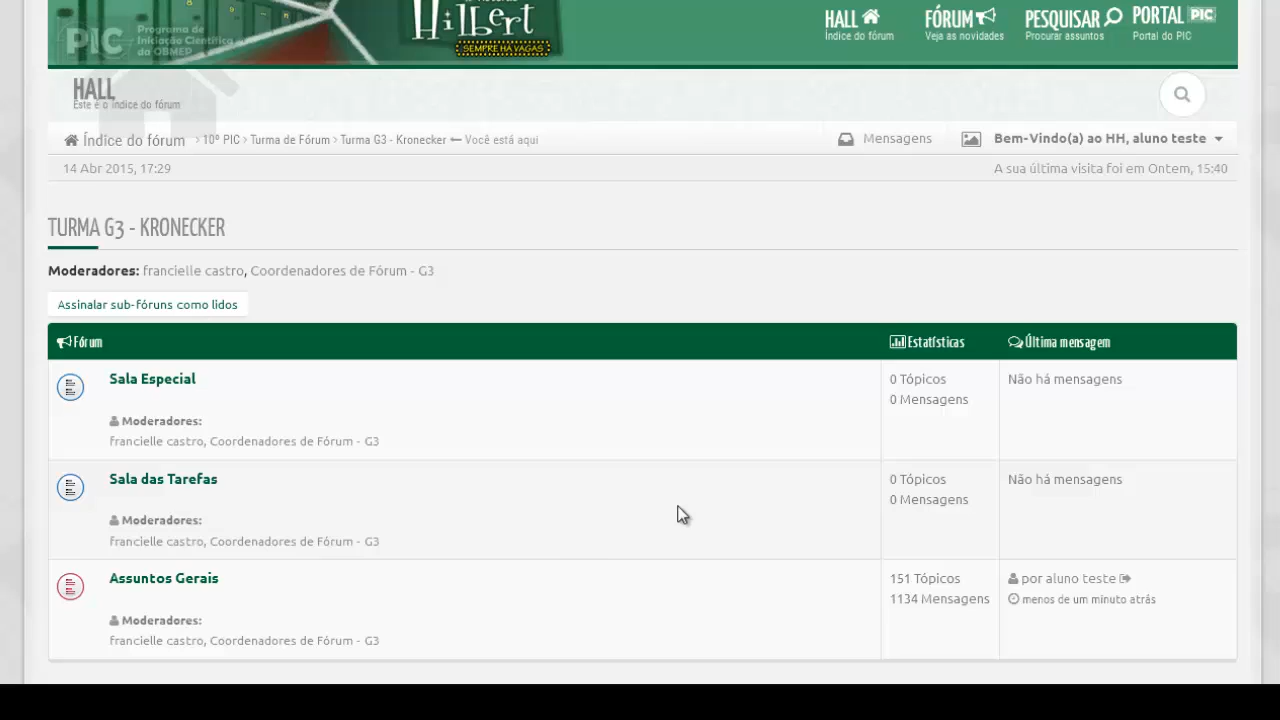 Hilbert
SEMPRE HÁ VAGAS
PIC
Programa de
Iniciação Científica
da OBMEP
HALL
Índice do fórum
FÓRUM
Veja as novidades
PESQUISAR
Procurar assuntos
PORTAL PIC
Portal do PIC
HALL
Este é o índice do fórum
Índice do fórum › 10º PIC › Turma de Fórum › Turma G3 - Kronecker Você está aqui
Mensagens
Bem-Vindo(a) ao HH, aluno teste
14 Abr 2015, 17:29
A sua última visita foi em Ontem, 15:40
TURMA G3 - KRONECKER
Moderadores: francielle castro, Coordenadores de Fórum - G3
Assinalar sub-fóruns como lidos
Fórum
Estatísticas
Última mensagem
Sala Especial
Moderadores:
francielle castro, Coordenadores de Fórum - G3
0 Tópicos
0 Mensagens
Não há mensagens
Sala das Tarefas
Moderadores:
francielle castro, Coordenadores de Fórum - G3
0 Tópicos
0 Mensagens
Não há mensagens
Assuntos Gerais
Moderadores:
francielle castro, Coordenadores de Fórum - G3
151 Tópicos
1134 Mensagens
por aluno teste
menos de um minuto atrás